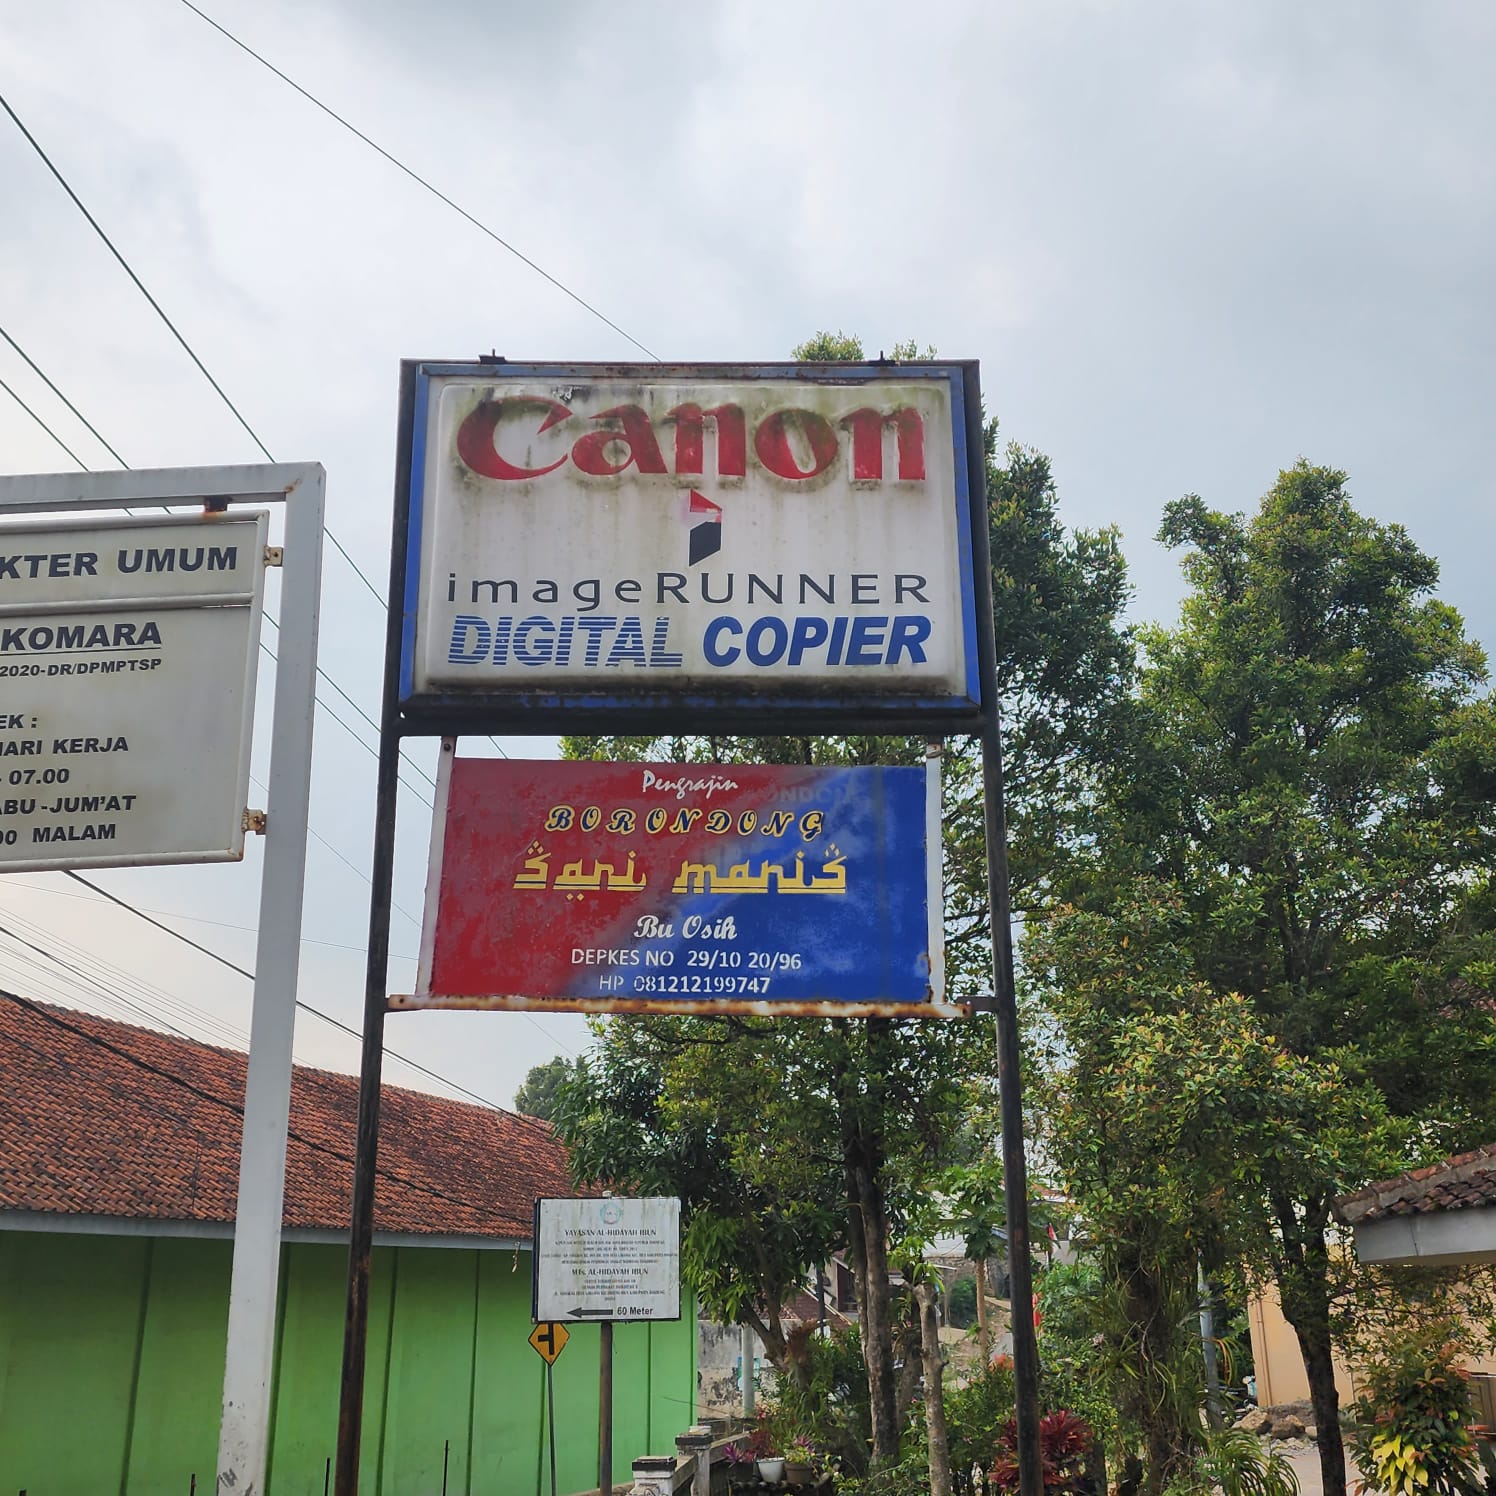 KTER UMUM
KOMARA
2020-DR/DPMPTSP
EK :
HARI KERJA
- 07.00
ABU -JUM'AT
00 MALAM
Canon
imageRUNNER
DIGITAL COPIER
Pengrajin
BORONDONG
Sari manis
Bu Osih
DEPKES NO 29/10 20/96
HP 081212199747
YAYASAN AL-HIDAYAH IBUN
MTs. AL-HIDAYAH IBUN
60 Meter